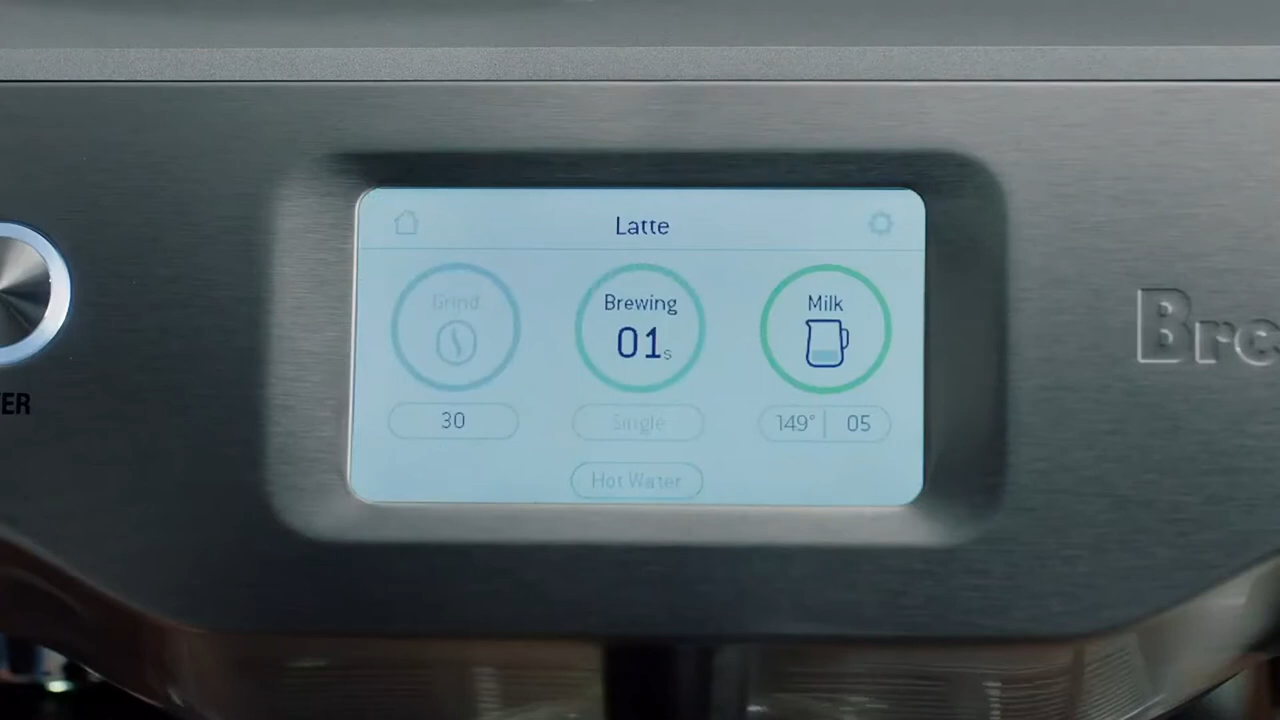 Latte
Grind
Brewing
Milk
01s
30
Single
149° 05
Hot Water
ER
Bre